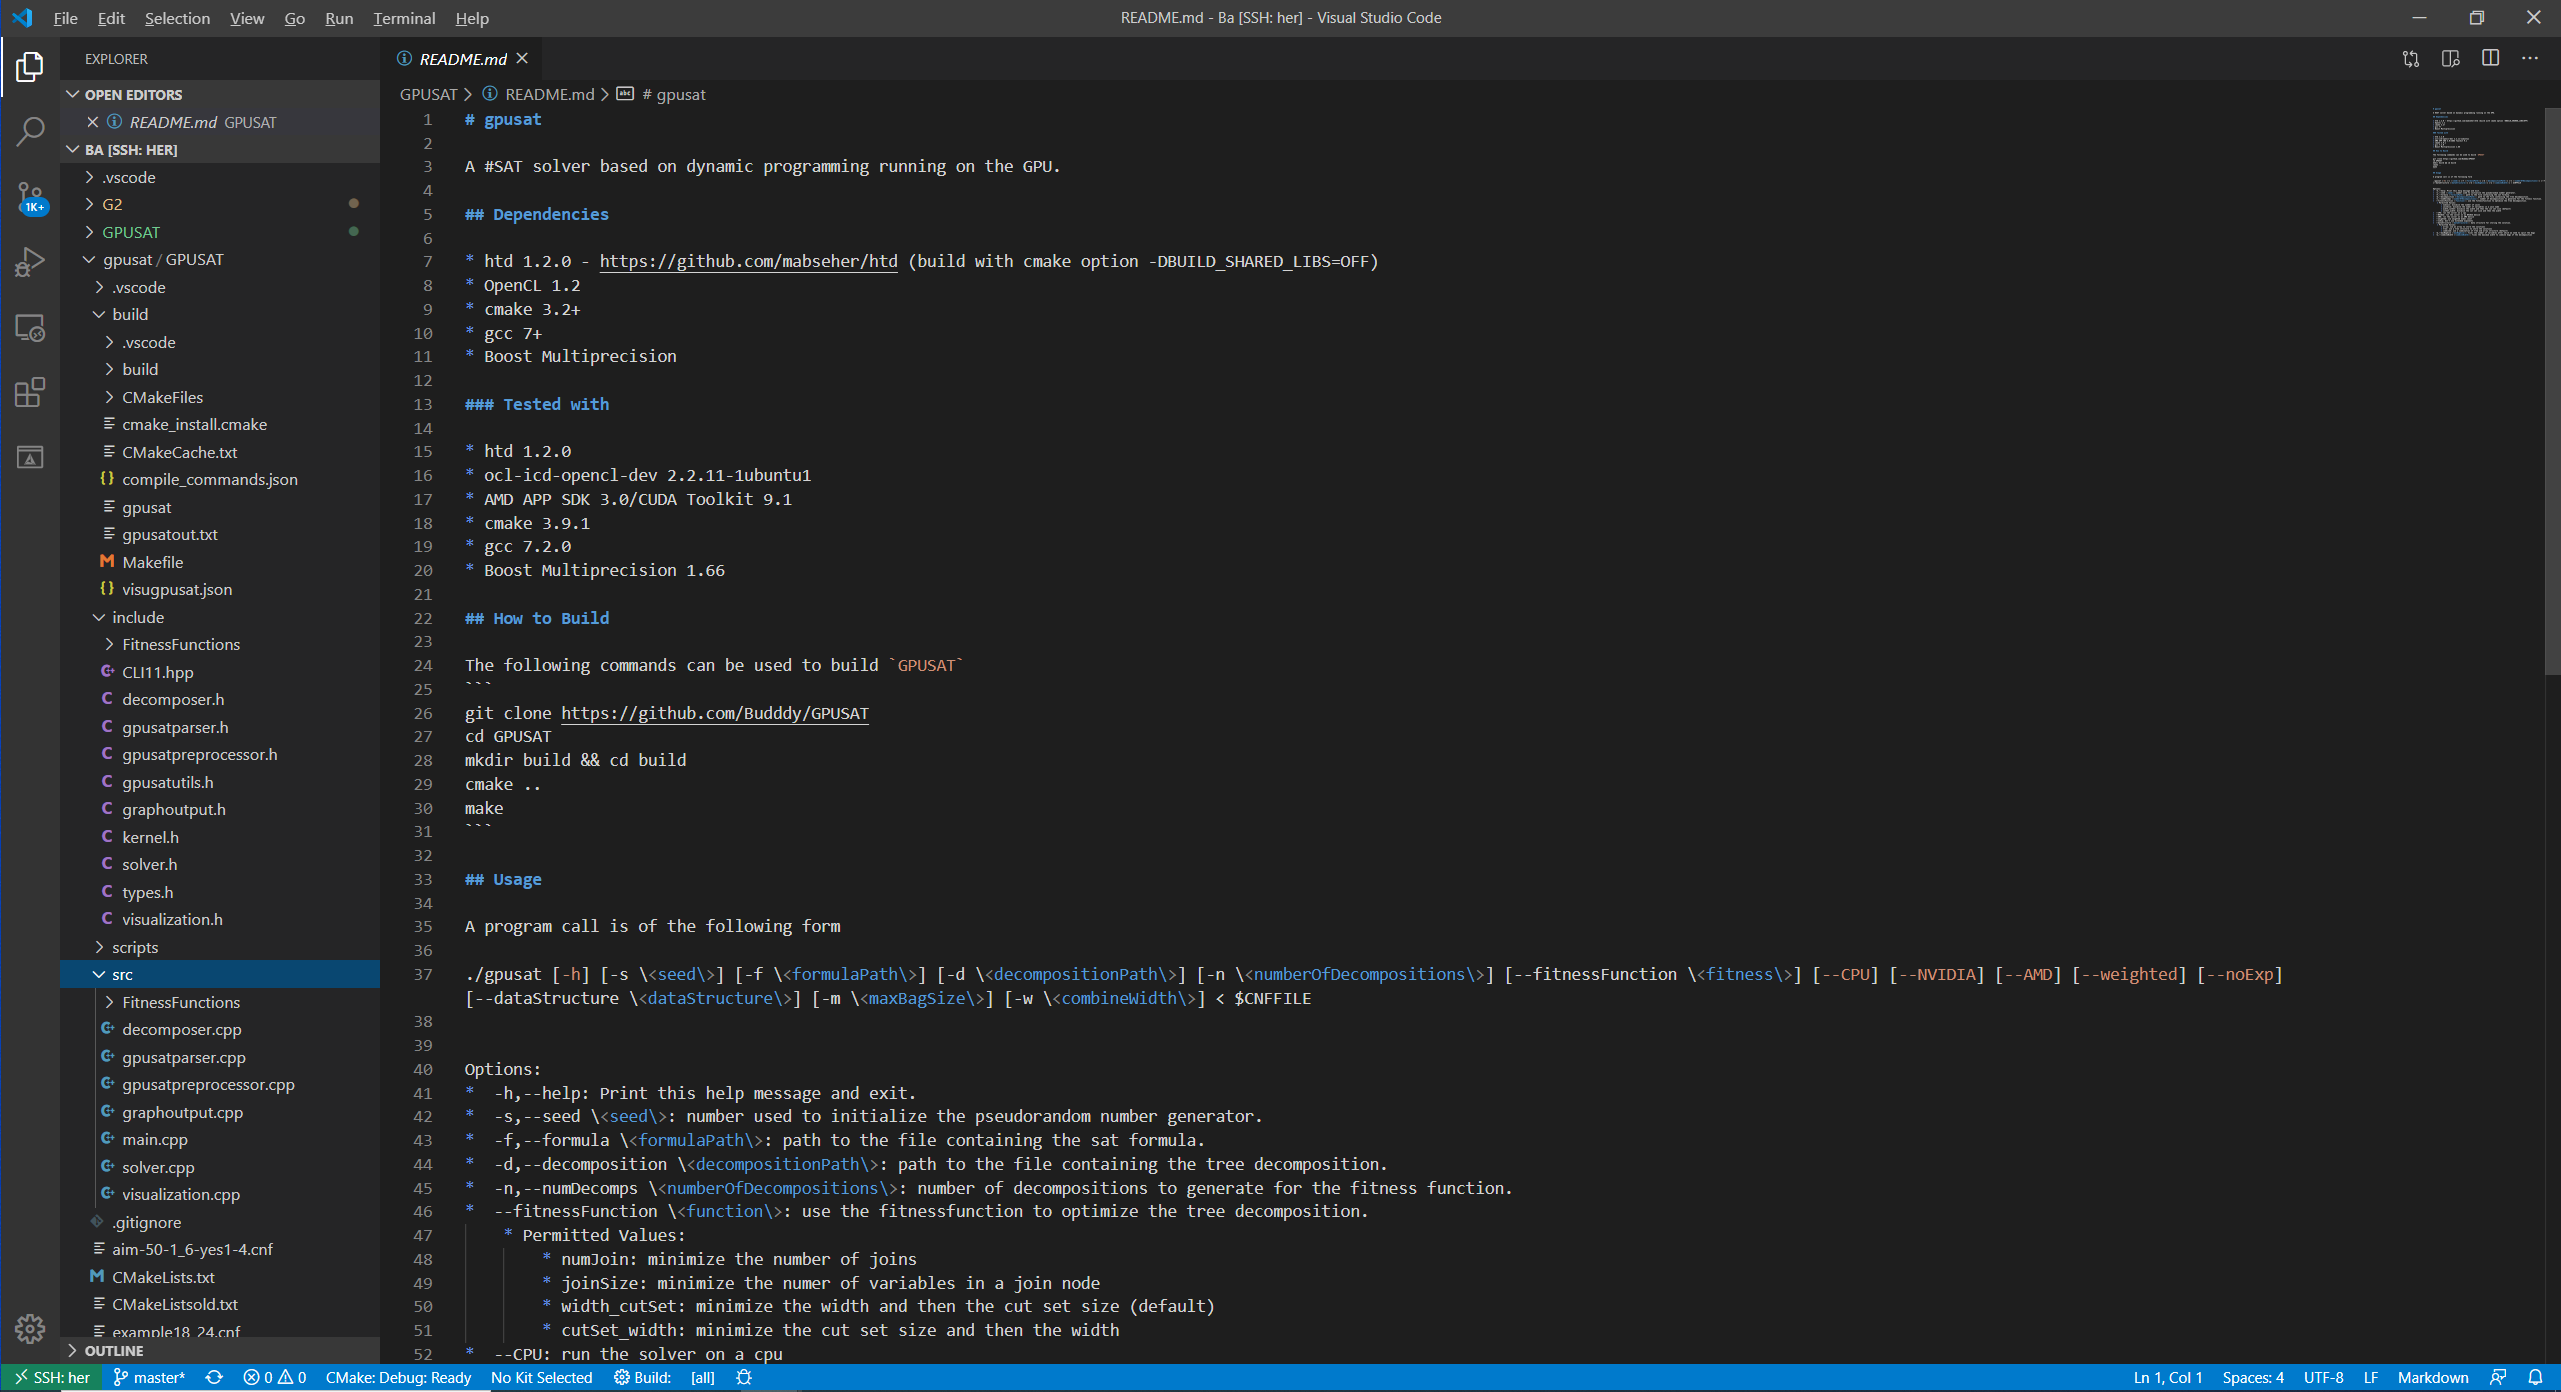 File Edit Selection View Go Run Terminal Help
README.md - Ba [SSH: her] - Visual Studio Code
EXPLORER
OPEN EDITORS
README.md GPUSAT
BA [SSH: HER]
.vscode
G2
GPUSAT
gpusat / GPUSAT
.vscode
build
.vscode
build
CMakeFiles
cmake_install.cmake
CMakeCache.txt
compile_commands.json
gpusat
gpusatout.txt
Makefile
visugpusat.json
include
FitnessFunctions
CLI11.hpp
decomposer.h
gpusatparser.h
gpusatpreprocessor.h
gpusatutils.h
graphoutput.h
kernel.h
solver.h
types.h
visualization.h
scripts
src
FitnessFunctions
decomposer.cpp
gpusatparser.cpp
gpusatpreprocessor.cpp
graphoutput.cpp
main.cpp
solver.cpp
visualization.cpp
.gitignore
aim-50-1_6-yes1-4.cnf
CMakeLists.txt
CMakeListsold.txt
example18_24.cnf
OUTLINE
1K+
README.md
GPUSAT > README.md > # gpusat
1 # gpusat
2
3 A #SAT solver based on dynamic programming running on the GPU.
4
5 ## Dependencies
6
7 * htd 1.2.0 - https://github.com/mabseher/htd (build with cmake option -DBUILD_SHARED_LIBS=OFF)
8 * OpenCL 1.2
9 * cmake 3.2+
10 * gcc 7+
11 * Boost Multiprecision
12
13 ### Tested with
14
15 * htd 1.2.0
16 * ocl-icd-opencl-dev 2.2.11-1ubuntu1
17 * AMD APP SDK 3.0/CUDA Toolkit 9.1
18 * cmake 3.9.1
19 * gcc 7.2.0
20 * Boost Multiprecision 1.66
21
22 ## How to Build
23
24 The following commands can be used to build `GPUSAT`
25 ```
26 git clone https://github.com/Budddy/GPUSAT
27 cd GPUSAT
28 mkdir build && cd build
29 cmake ..
30 make
31 ```
32
33 ## Usage
34
35 A program call is of the following form
36
37 ./gpusat [-h] [-s \<seed\>] [-f \<formulaPath\>] [-d \<decompositionPath\>] [-n \<numberOfDecompositions\>] [--fitnessFunction \<fitness\>] [--CPU] [--NVIDIA] [--AMD] [--weighted] [--noExp]
[--dataStructure \<dataStructure\>] [-m \<maxBagSize\>] [-w \<combineWidth\>] < $CNFFILE
38
39
40 Options:
41 * -h,--help: Print this help message and exit.
42 * -s,--seed \<seed\>: number used to initialize the pseudorandom number generator.
43 * -f,--formula \<formulaPath\>: path to the file containing the sat formula.
44 * -d,--decomposition \<decompositionPath\>: path to the file containing the tree decomposition.
45 * -n,--numDecomps \<numberOfDecompositions\>: number of decompositions to generate for the fitness function.
46 * --fitnessFunction \<function\>: use the fitnessfunction to optimize the tree decomposition.
47 * Permitted Values:
48 * numJoin: minimize the number of joins
49 * joinSize: minimize the numer of variables in a join node
50 * width_cutSet: minimize the width and then the cut set size (default)
51 * cutSet_width: minimize the cut set size and then the width
52 * --CPU: run the solver on a cpu
SSH: her master* 0 0 CMake: Debug: Ready No Kit Selected Build: [all] Ln 1, Col 1 Spaces: 4 UTF-8 LF Markdown